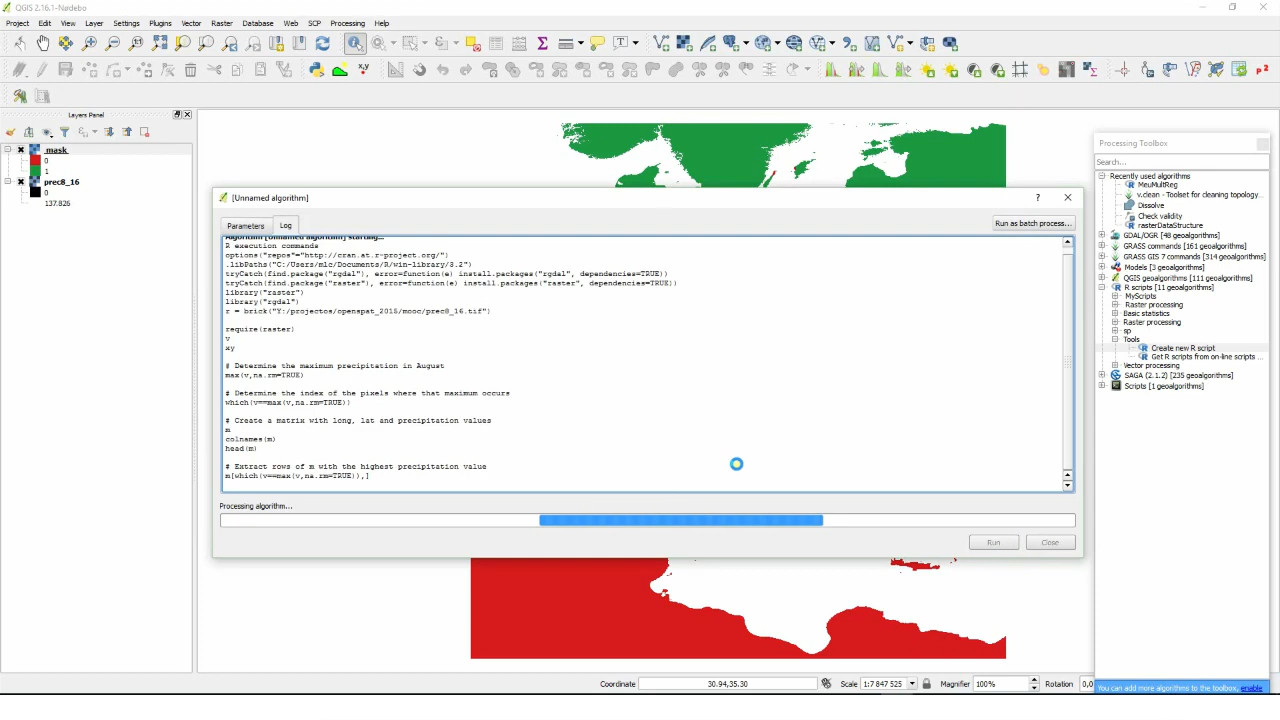 QGIS 2.16.1-Nødebo
Project Edit View Layer Settings Plugins Vector Raster Database Web SCP Processing Help
Layers Panel
mask
0
1
prec8_16
0
137.826
[Unnamed algorithm]
?
Parameters
Log
Run as batch process...
Algorithm [Unnamed algorithm] starting...
R execution commands
options("repos"="http://cran.at.r-project.org/")
.libPaths("C:/Users/mlc/Documents/R/win-library/3.2")
tryCatch(find.package("rgdal"), error=function(e) install.packages("rgdal", dependencies=TRUE))
tryCatch(find.package("raster"), error=function(e) install.packages("raster", dependencies=TRUE))
library("raster")
library("rgdal")
r = brick("Y:/projectos/openspat_2015/mooc/prec8_16.tif")
require(raster)
v
xy
# Determine the maximum precipitation in August
max(v,na.rm=TRUE)
# Determine the index of the pixels where that maximum occurs
which(v==max(v,na.rm=TRUE))
# Create a matrix with long, lat and precipitation values
m
colnames(m)
head(m)
# Extract rows of m with the highest precipitation value
m[which(v==max(v,na.rm=TRUE)),]
Processing algorithm...
Run
Close
Processing Toolbox
Search...
Recently used algorithms
MeuMultReg
v.clean - Toolset for cleaning topology...
Dissolve
Check validity
rasterDataStructure
GDAL/OGR [48 geoalgorithms]
GRASS commands [161 geoalgorithms]
GRASS GIS 7 commands [314 geoalgorithms]
Models [3 geoalgorithms]
QGIS geoalgorithms [111 geoalgorithms]
R scripts [11 geoalgorithms]
MyScripts
Raster processing
Basic statistics
Raster processing
sp
Tools
Create new R script
Get R scripts from on-line scripts ...
Vector processing
SAGA (2.1.2) [235 geoalgorithms]
Scripts [1 geoalgorithms]
You can add more algorithms to the toolbox, enable
Coordinate 30.94,35.30 Scale 1:7 847 525 Magnifier 100% Rotation 0,0